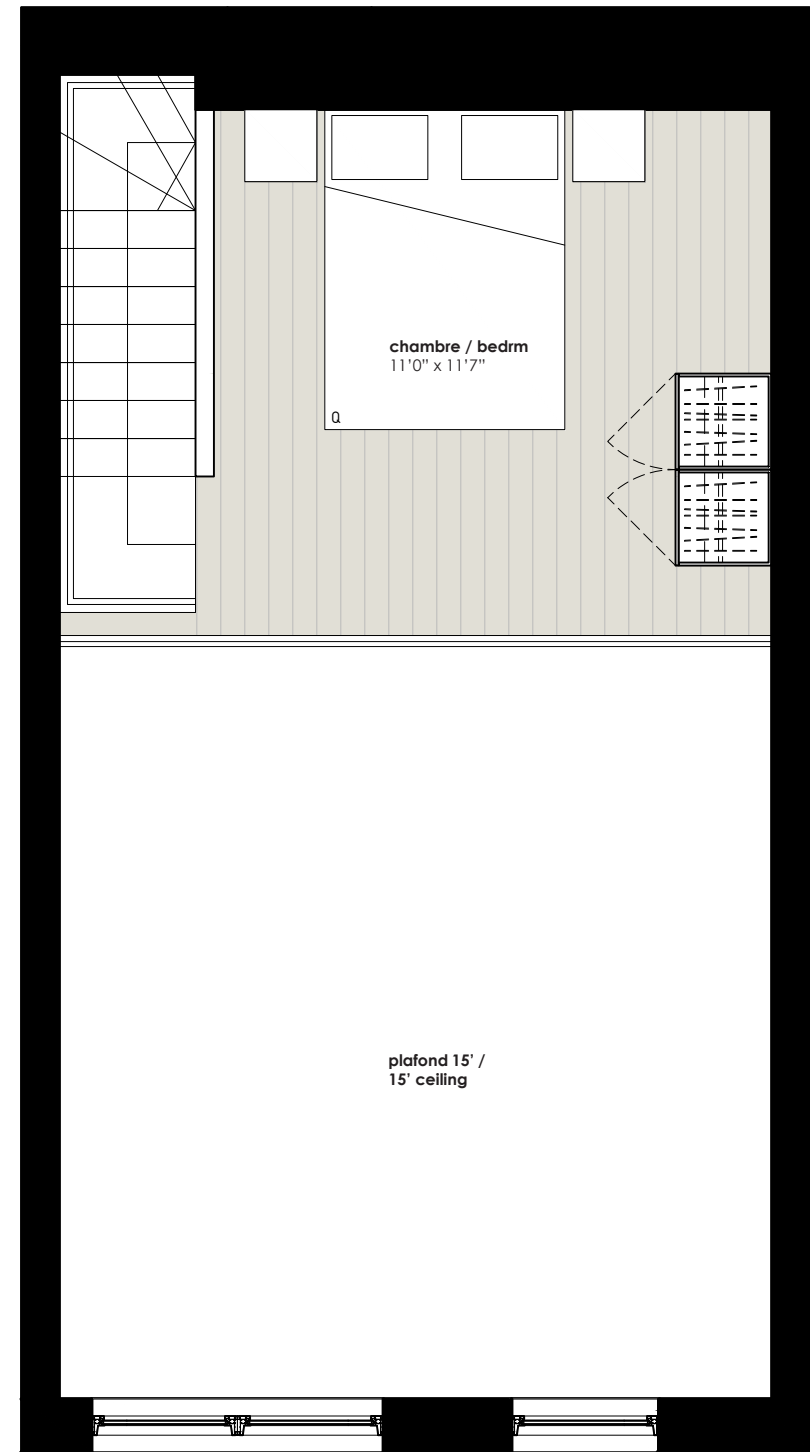 chambre / bedrm
11’0” x 11’7”
Q
plafond 15’ /
15’ ceiling